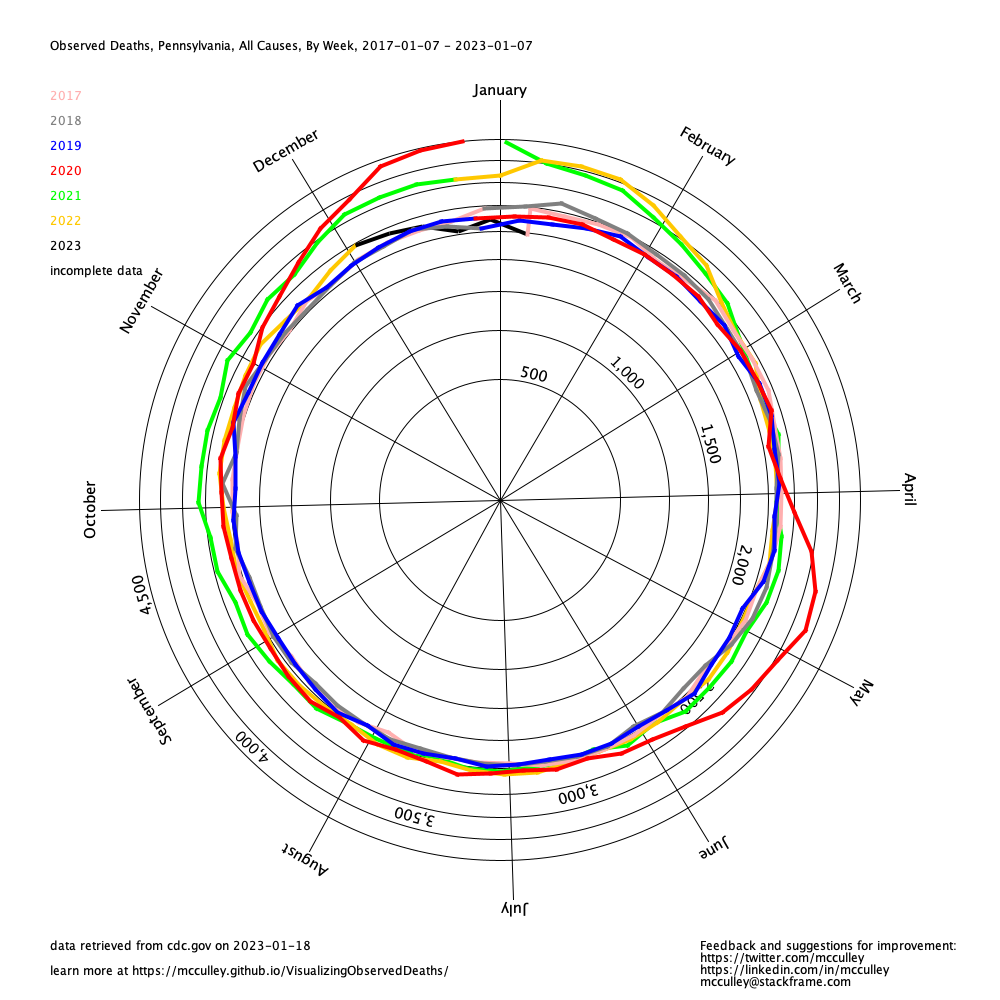 Observed Deaths, Pennsylvania, All Causes, By Week, 2017-01-07 - 2023-01-07
January
2017
2018
2019
2020
2021
2022
2023
incomplete data
February
December
March
November
500
1,000
1,500
April
October
2,000
4,500
May
September
4,000
3,000
3,500
June
August
July
data retrieved from cdc.gov on 2023-01-18
learn more at https://mcculley.github.io/VisualizingObservedDeaths/
Feedback and suggestions for improvement:
https://twitter.com/mcculley
https://linkedin.com/in/mcculley
mcculley@stackframe.com